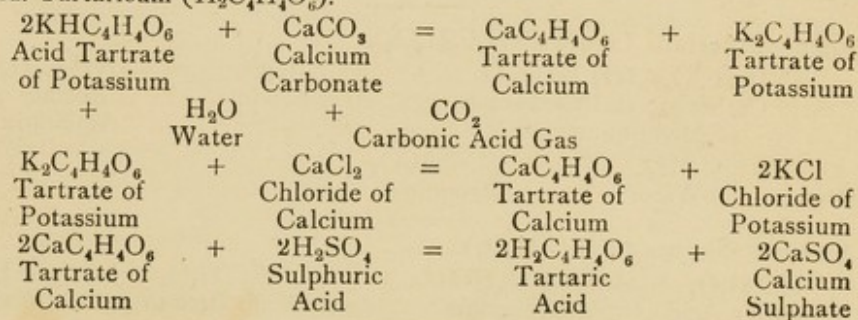 2KHC₄H₄O₆ + CaCO₃ = CaC₄H₄O₆ + K₂C₄H₄O₆
Acid Tartrate Calcium Tartrate of Tartrate of
of Potassium Carbonate Calcium Potassium
+ H₂O + CO₂
Water Carbonic Acid Gas
K₂C₄H₄O₆ + CaCl₂ = CaC₄H₄O₆ + 2KCl
Tartrate of Chloride of Tartrate of Chloride of
Potassium Calcium Calcium Potassium
2CaC₄H₄O₆ + 2H₂SO₄ = 2H₂C₄H₄O₆ + 2CaSO₄
Tartrate of Sulphuric Tartaric Calcium
Calcium Acid Acid Sulphate